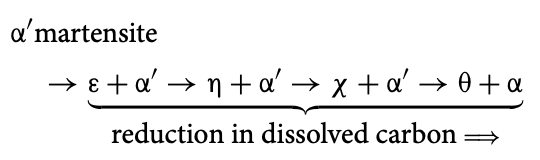 α′martensite
→ ε + α′ → η + α′ → χ + α′ → θ + α
reduction in dissolved carbon ⟹